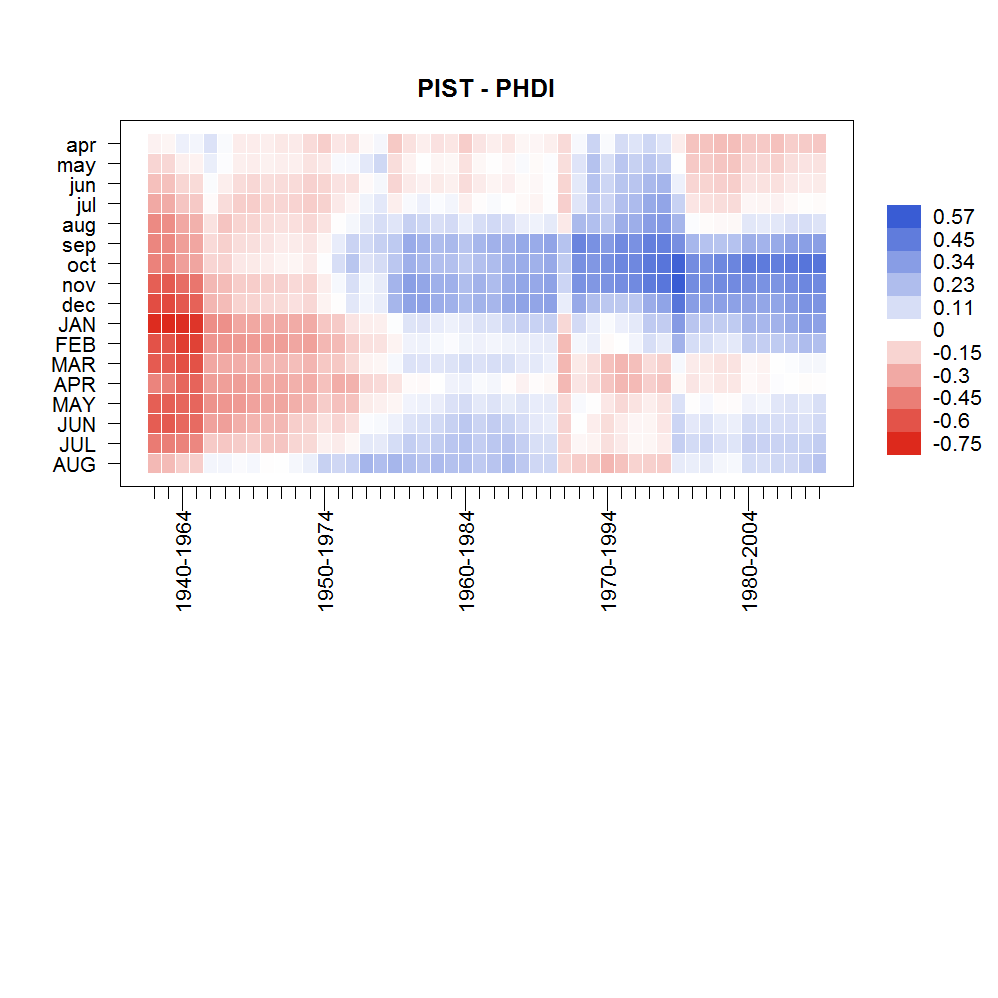 PIST - PHDI
apr
may
jun
jul
aug
sep
oct
nov
dec
JAN
FEB
MAR
APR
MAY
JUN
JUL
AUG
0.57
0.45
0.34
0.23
0.11
0
-0.15
-0.3
-0.45
-0.6
-0.75
1940-1964
1950-1974
1960-1984
1970-1994
1980-2004